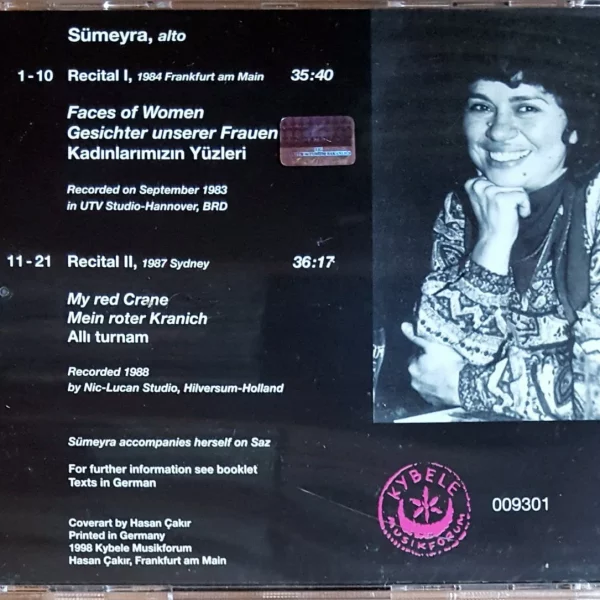 Sümeyra, alto
1-10 Recital I, 1984 Frankfurt am Main 35:40
Faces of Women
Gesichter unserer Frauen
Kadınlarımızın Yüzleri
Recorded on September 1983
in UTV Studio-Hannover, BRD
11-21 Recital II, 1987 Sydney 36:17
My red Crane
Mein roter Kranich
Allı turnam
Recorded 1988
by Nic-Lucan Studio, Hilversum-Holland
Sümeyra accompanies herself on Saz
For further information see booklet
Texts in German
KYBELE
MUSIKFORUM
009301
Coverart by Hasan Çakır
Printed in Germany
1998 Kybele Musikforum
Hasan Çakır, Frankfurt am Main